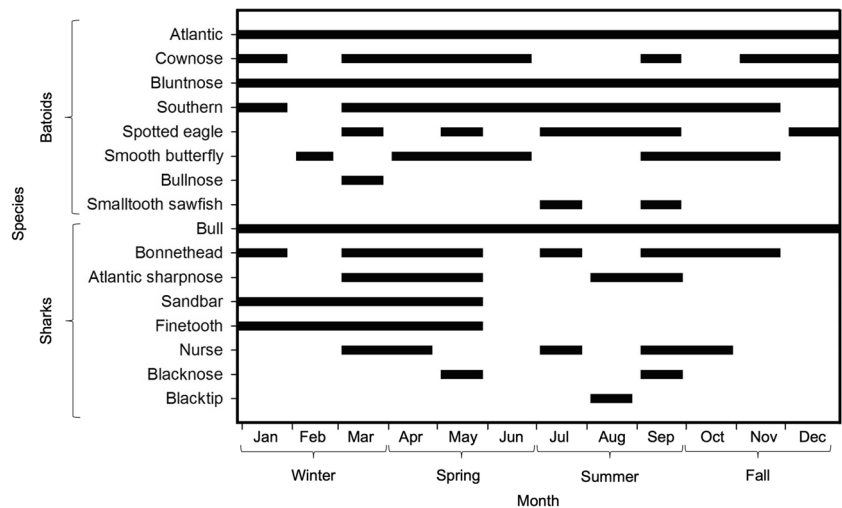 Species
Batoids
Atlantic
Cownose
Bluntnose
Southern
Spotted eagle
Smooth butterfly
Bullnose
Smalltooth sawfish
Sharks
Bull
Bonnethead
Atlantic sharpnose
Sandbar
Finetooth
Nurse
Blacknose
Blacktip
Jan Feb Mar Apr May Jun Jul Aug Sep Oct Nov Dec
Winter Spring Summer Fall
Month